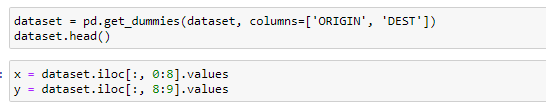 dataset = pd.get_dummies(dataset, columns=['ORIGIN', 'DEST'])
dataset.head()
: x = dataset.iloc[:, 0:8].values
y = dataset.iloc[:, 8:9].values